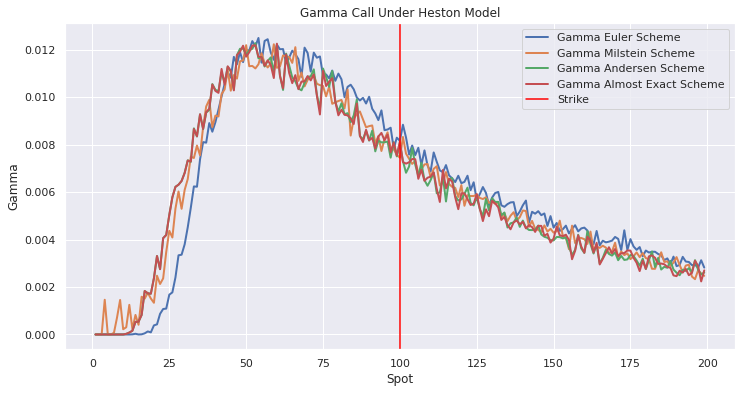 Gamma Call Under Heston Model
Gamma Euler Scheme
Gamma Milstein Scheme
Gamma Andersen Scheme
Gamma Almost Exact Scheme
Strike
Gamma
0.012
0.010
0.008
0.006
0.004
0.002
0.000
0 25 50 75 100 125 150 175 200
Spot